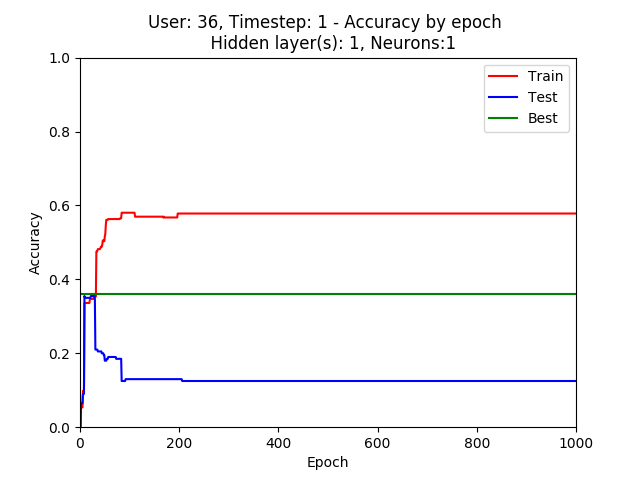 User: 36, Timestep: 1 - Accuracy by epoch
Hidden layer(s): 1, Neurons:1
1.0
0.8
0.6
0.4
0.2
0.0
Accuracy
Train
Test
Best
0 200 400 600 800 1000
Epoch